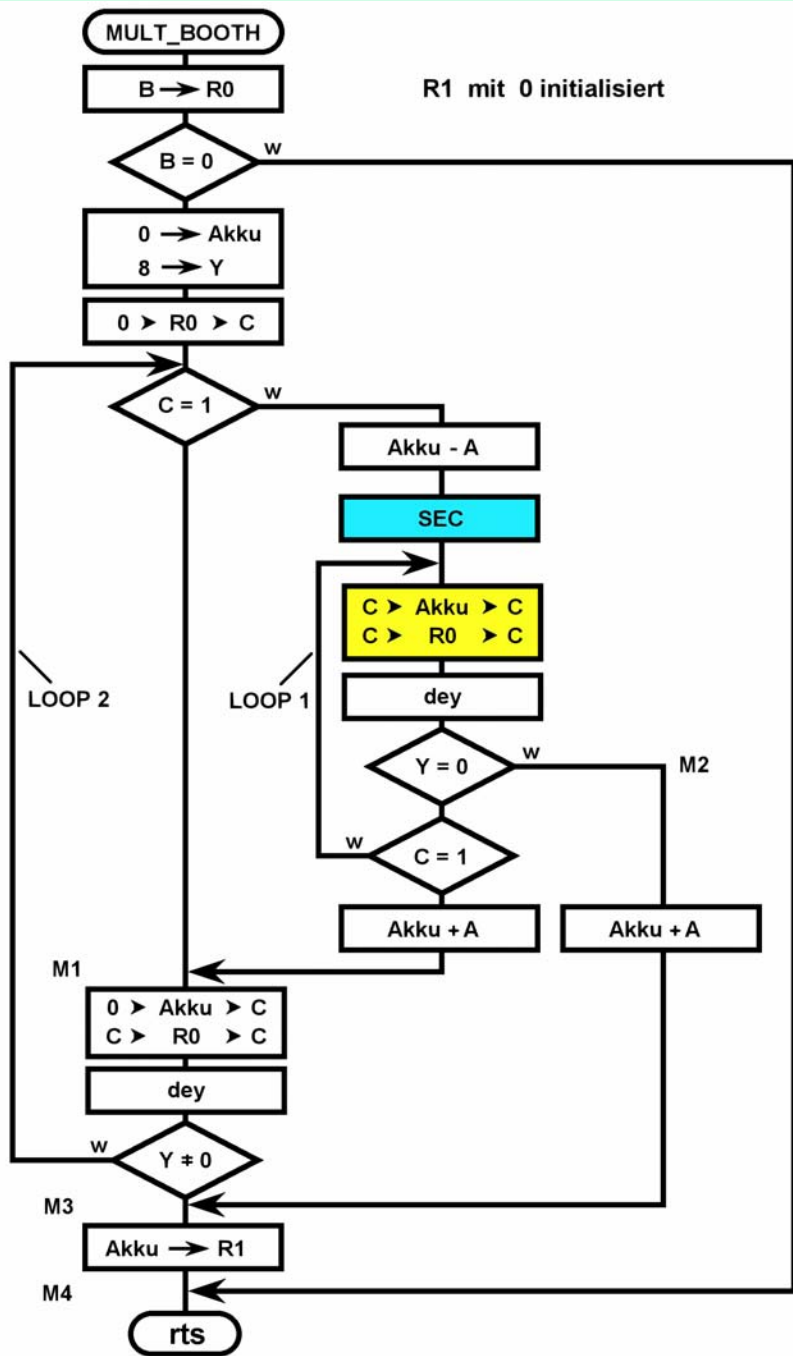 MULT_BOOTH
B → R0
R1 mit 0 initialisiert
B = 0
w
0 → Akku
8 → Y
0 ➤ R0 ➤ C
C = 1
w
Akku - A
SEC
C ➤ Akku ➤ C
C ➤ R0 ➤ C
LOOP 2
LOOP 1
dey
Y = 0
w
M2
C = 1
w
Akku + A
Akku + A
M1
0 ➤ Akku ➤ C
C ➤ R0 ➤ C
dey
Y ≠ 0
w
M3
Akku → R1
M4
rts